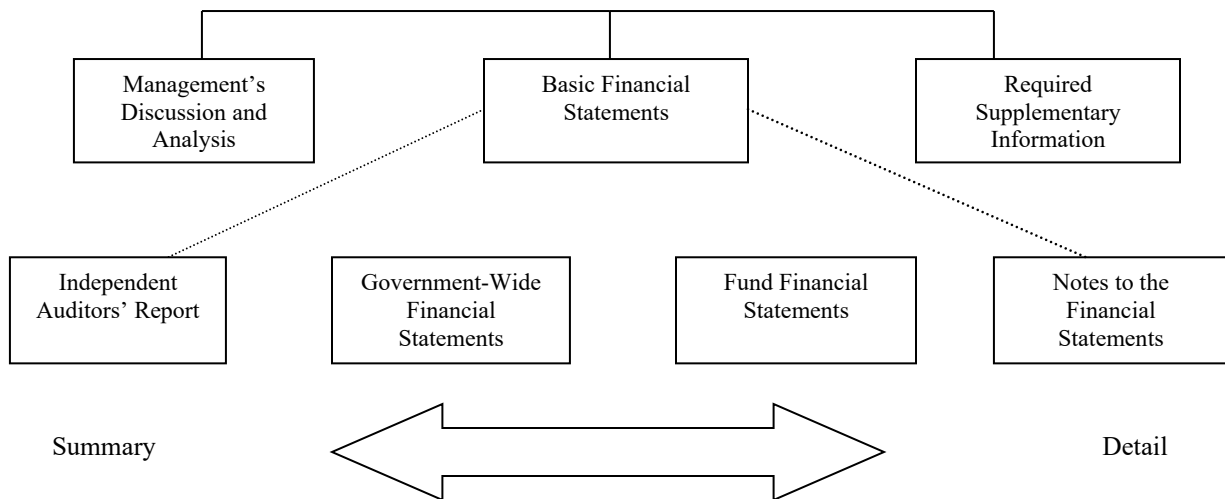 Management’s
Discussion and
Analysis
Basic Financial
Statements
Required
Supplementary
Information
Independent
Auditors’ Report
Government-Wide
Financial
Statements
Fund Financial
Statements
Notes to the
Financial
Statements
Summary
Detail